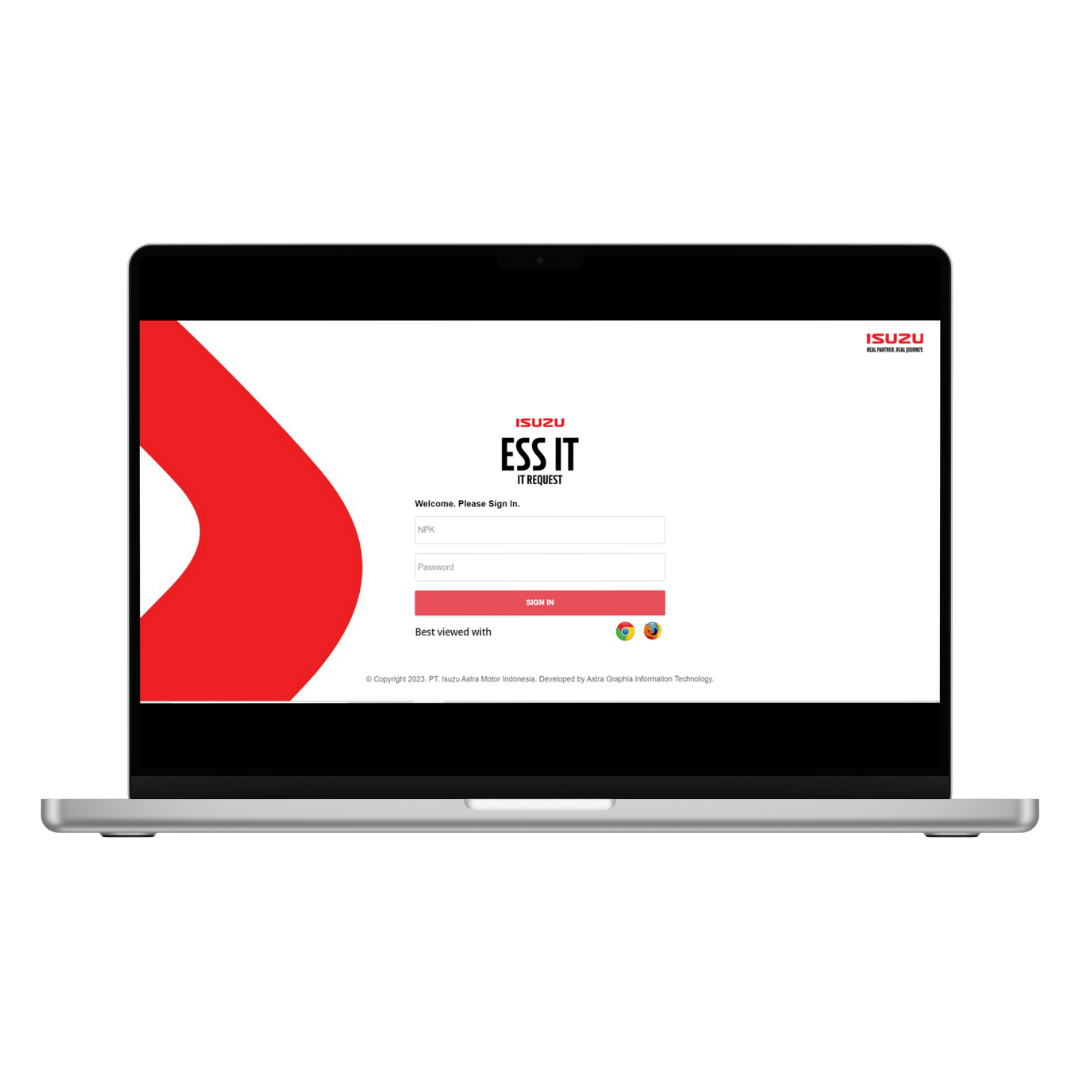 ISUZU
REAL PARTNER. REAL JOURNEY.
ISUZU
ESS IT
IT REQUEST
Welcome. Please Sign In.
NPK
Password
SIGN IN
Best viewed with
© Copyright 2023. PT. Isuzu Astra Motor Indonesia. Developed by Astra Graphia Information Technology.